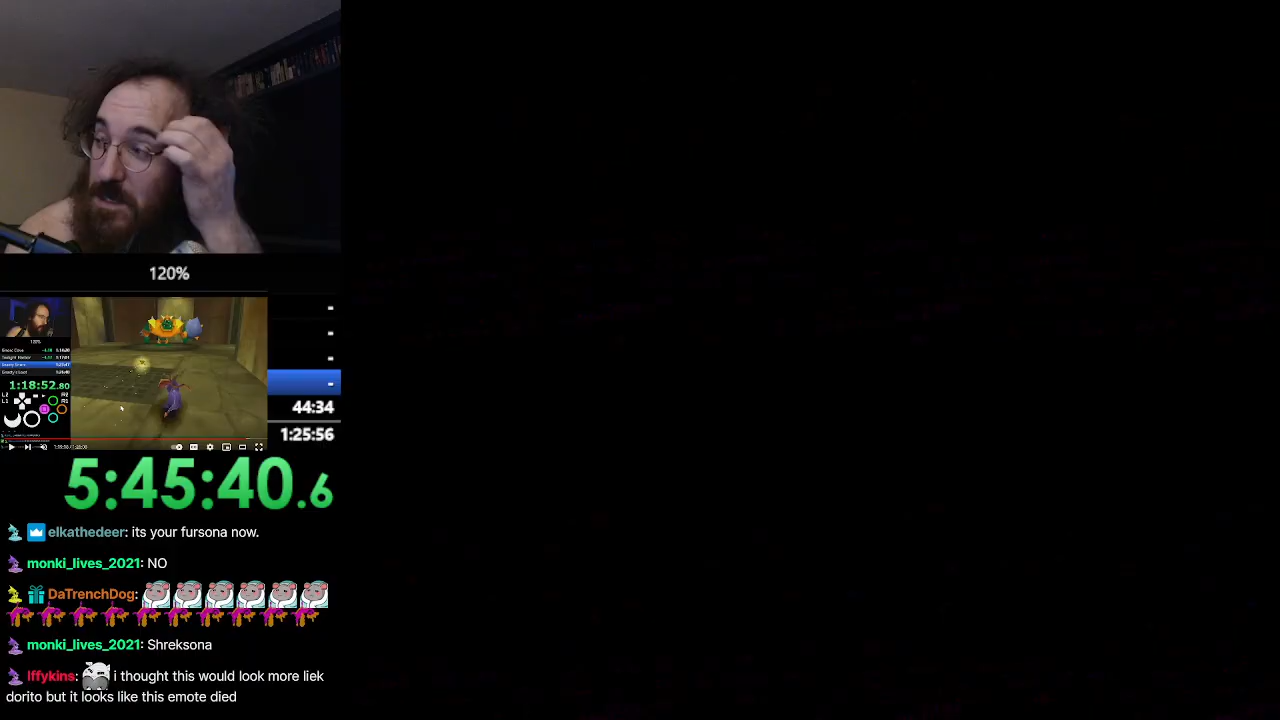 120%
-
-
-
-
44:34
1:25:56
1:18:52.80
5:45:40.6
elkathedeer: its your fursona now.
monki_lives_2021: NO
DaTrenchDog:
monki_lives_2021: Shreksona
Iffykins: i thought this would look more liek
dorito but it looks like this emote died